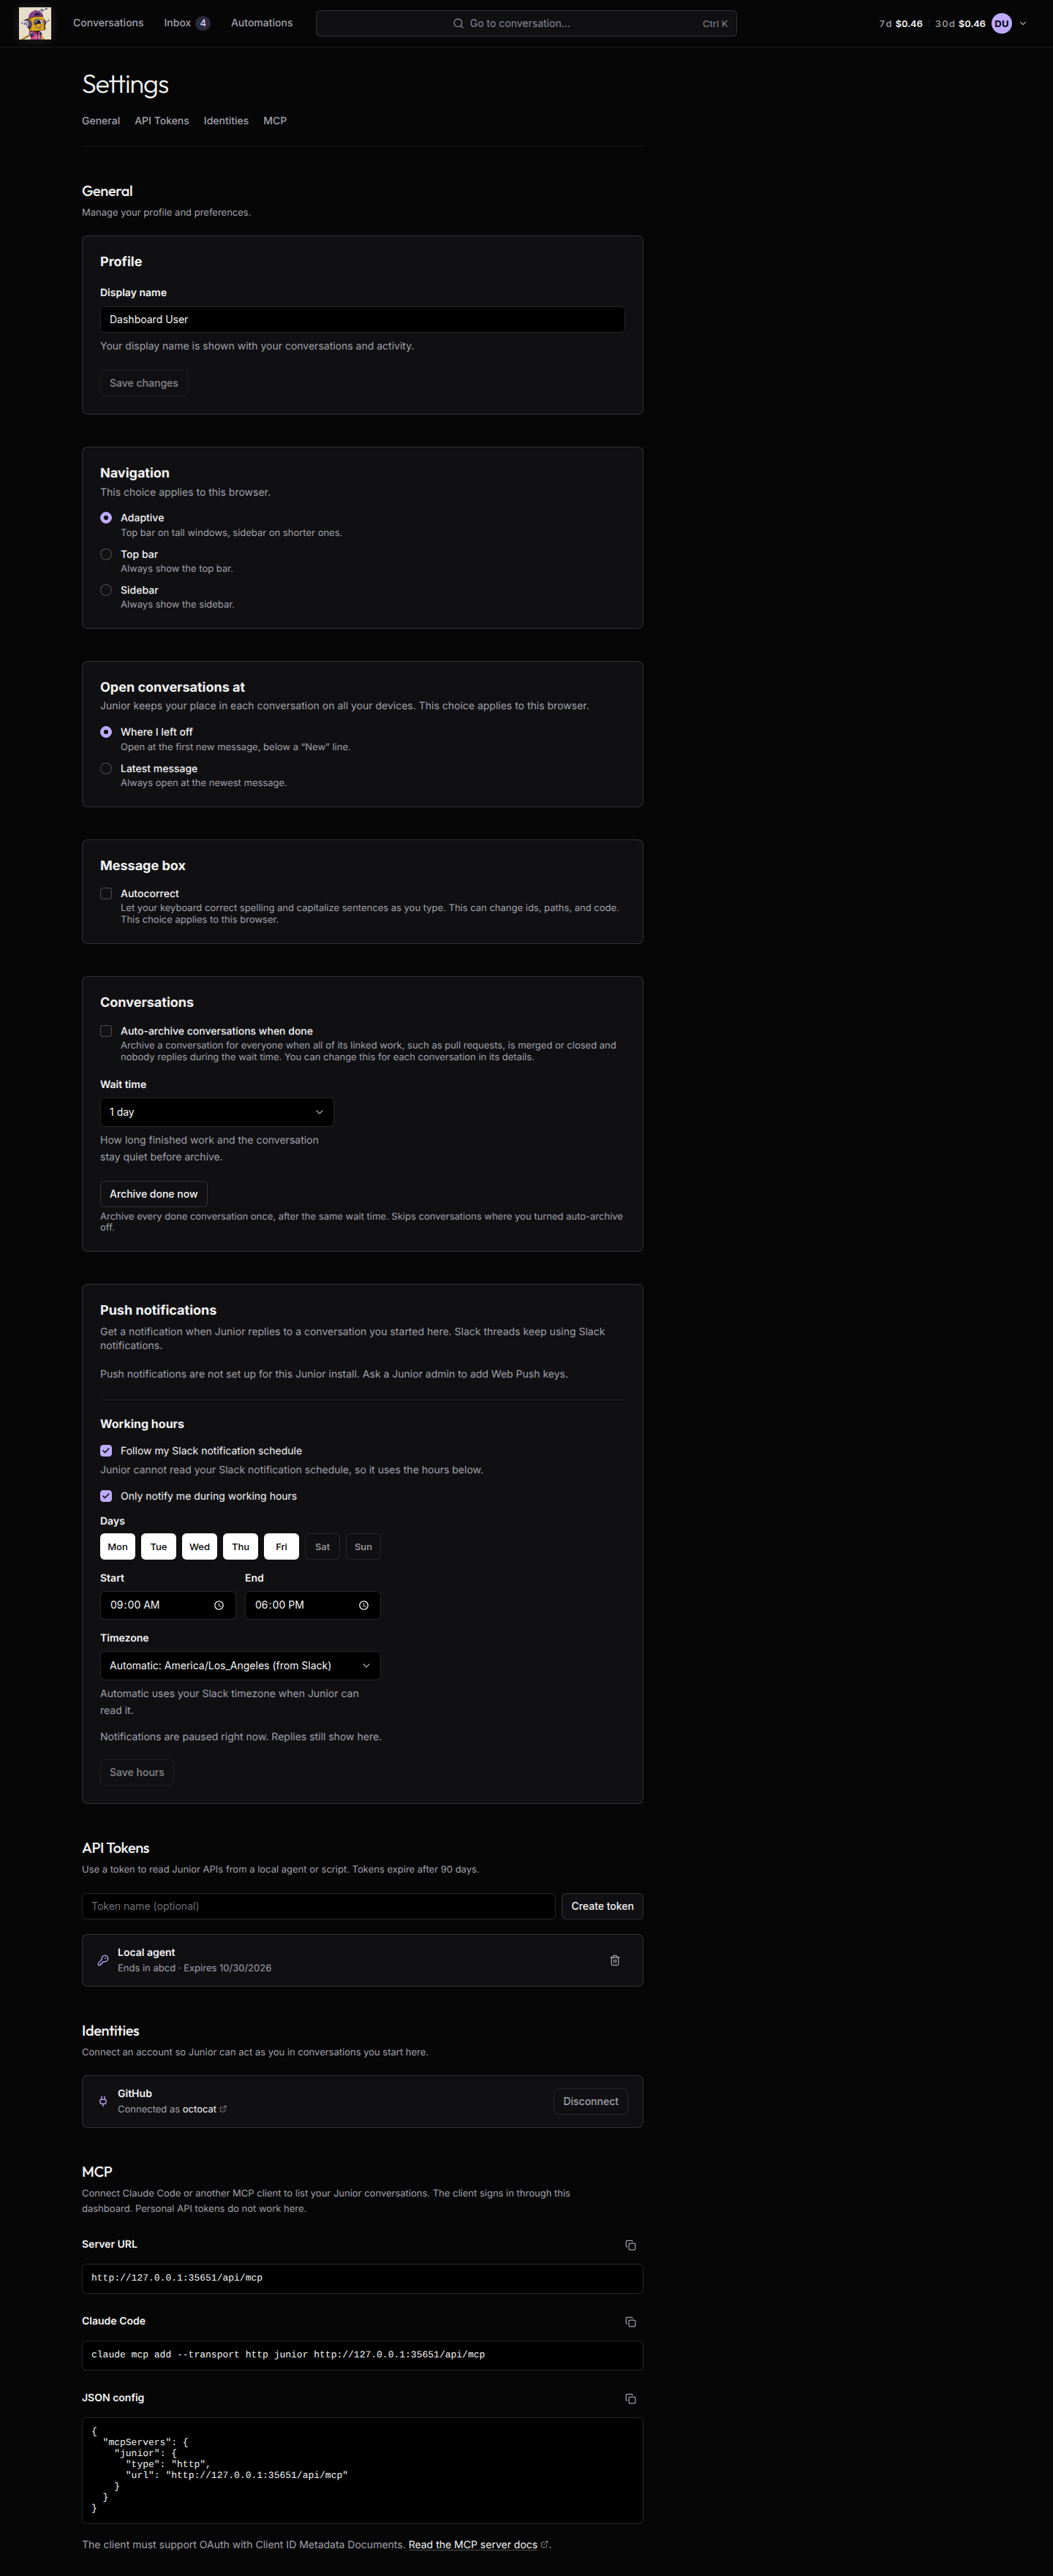 Conversations
Inbox 4
Automations
Go to conversation...
Ctrl K
7d $0.46
30d $0.46
DU
Settings
General
API Tokens
Identities
MCP
General
Manage your profile and preferences.
Profile
Display name
Dashboard User
Your display name is shown with your conversations and activity.
Save changes
Navigation
This choice applies to this browser.
Adaptive
Top bar on tall windows, sidebar on shorter ones.
Top bar
Always show the top bar.
Sidebar
Always show the sidebar.
Open conversations at
Junior keeps your place in each conversation on all your devices. This choice applies to this browser.
Where I left off
Open at the first new message, below a “New” line.
Latest message
Always open at the newest message.
Message box
Autocorrect
Let your keyboard correct spelling and capitalize sentences as you type. This can change ids, paths, and code.
This choice applies to this browser.
Conversations
Auto-archive conversations when done
Archive a conversation for everyone when all of its linked work, such as pull requests, is merged or closed and
nobody replies during the wait time. You can change this for each conversation in its details.
Wait time
1 day
How long finished work and the conversation
stay quiet before archive.
Archive done now
Archive every done conversation once, after the same wait time. Skips conversations where you turned auto-archive
off.
Push notifications
Get a notification when Junior replies to a conversation you started here. Slack threads keep using Slack
notifications.
Push notifications are not set up for this Junior install. Ask a Junior admin to add Web Push keys.
Working hours
Follow my Slack notification schedule
Junior cannot read your Slack notification schedule, so it uses the hours below.
Only notify me during working hours
Days
Mon Tue Wed Thu Fri Sat Sun
Start End
09:00 AM 06:00 PM
Timezone
Automatic: America/Los_Angeles (from Slack)
Automatic uses your Slack timezone when Junior can
read it.
Notifications are paused right now. Replies still show here.
Save hours
API Tokens
Use a token to read Junior APIs from a local agent or script. Tokens expire after 90 days.
Token name (optional)
Create token
Local agent
Ends in abcd · Expires 10/30/2026
Identities
Connect an account so Junior can act as you in conversations you start here.
GitHub
Connected as octocat
Disconnect
MCP
Connect Claude Code or another MCP client to list your Junior conversations. The client signs in through this
dashboard. Personal API tokens do not work here.
Server URL
http://127.0.0.1:35651/api/mcp
Claude Code
claude mcp add --transport http junior http://127.0.0.1:35651/api/mcp
JSON config
{
  "mcpServers": {
    "junior": {
      "type": "http",
      "url": "http://127.0.0.1:35651/api/mcp"
    }
  }
}
The client must support OAuth with Client ID Metadata Documents. Read the MCP server docs.